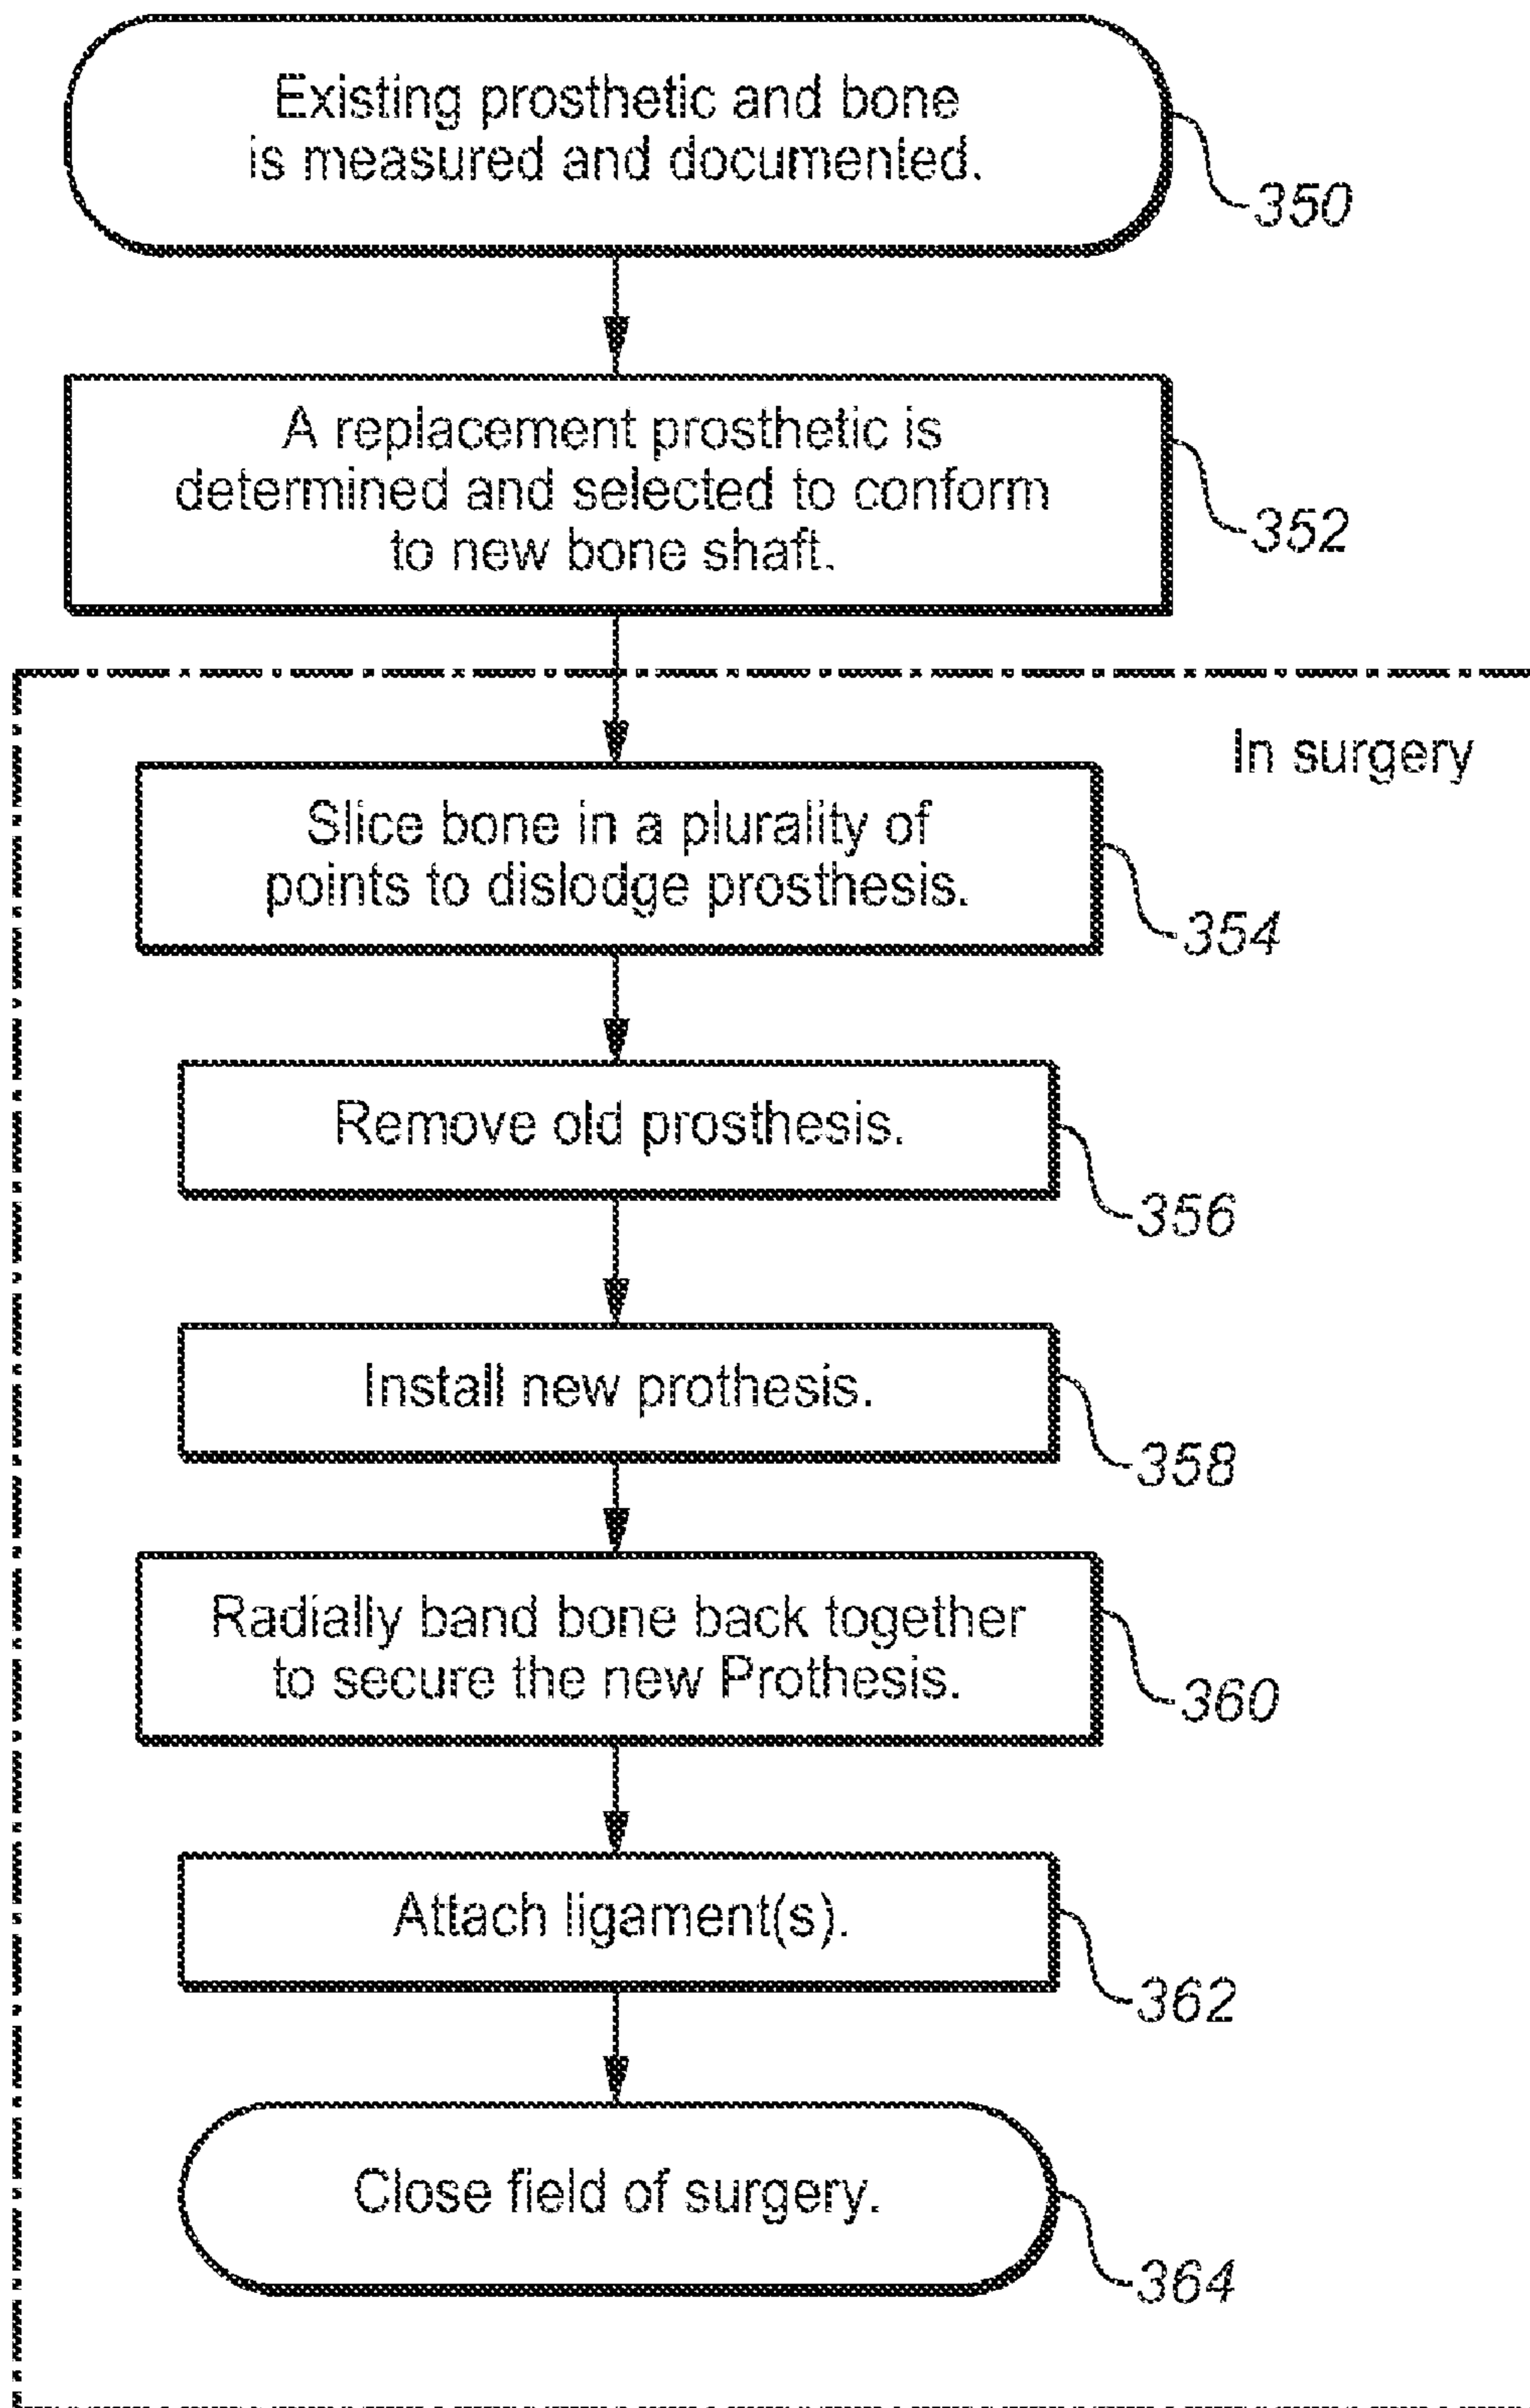 Existing prosthetic and bone
is measured and documented.
350
A replacement prosthetic is
determined and selected to conform
to new bone shaft.
352
In surgery
Slice bone in a plurality of
points to dislodge prosthesis.
354
Remove old prosthesis.
356
Install new prothesis.
358
Radially band bone back together
to secure the new Prothesis.
360
Attach ligament(s).
362
Close field of surgery.
364